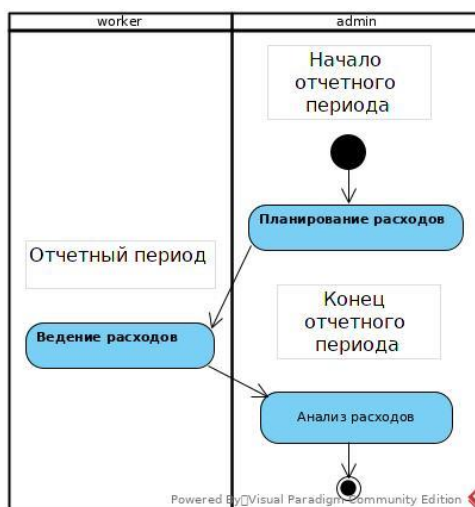 worker
admin
Начало
отчетного
периода
Планирование расходов
Отчетный период
Конец
отчетного
периода
Ведение расходов
Анализ расходов
Powered By Visual Paradigm Community Edition